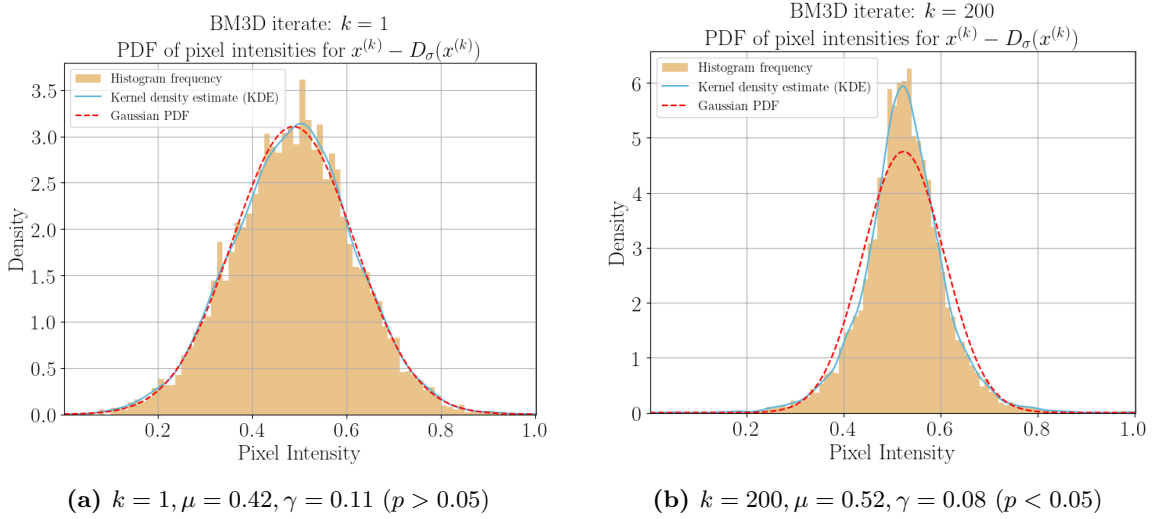 BM3D iterate: k = 1
PDF of pixel intensities for x^(k) − D_σ(x^(k))
Histogram frequency
Kernel density estimate (KDE)
Gaussian PDF
3.5
3.0
2.5
2.0
1.5
1.0
0.5
0.0
Density
0.2 0.4 0.6 0.8 1.0
Pixel Intensity
(a) k = 1, μ = 0.42, γ = 0.11 (p > 0.05)
BM3D iterate: k = 200
PDF of pixel intensities for x^(k) − D_σ(x^(k))
Histogram frequency
Kernel density estimate (KDE)
Gaussian PDF
6
5
4
3
2
1
0
Density
0.2 0.4 0.6 0.8 1.0
Pixel Intensity
(b) k = 200, μ = 0.52, γ = 0.08 (p < 0.05)